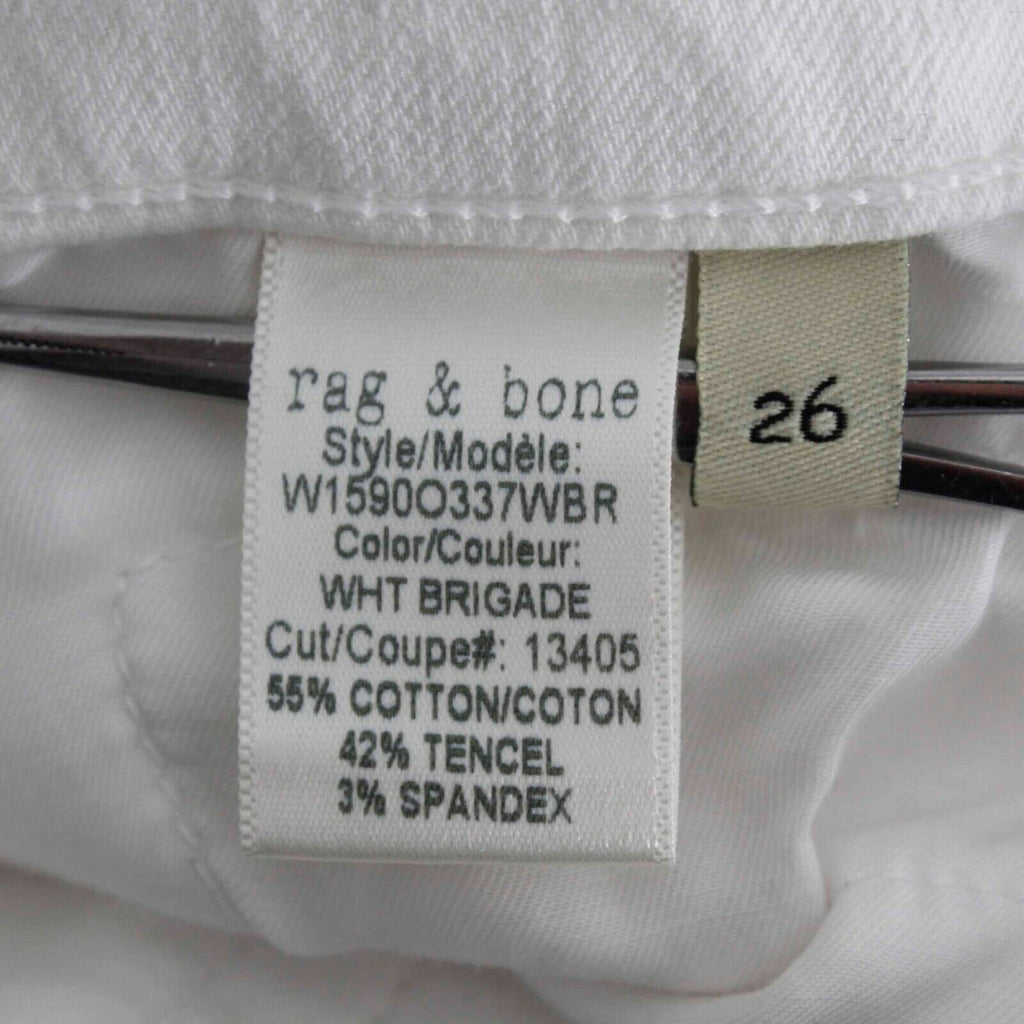 rag & bone
Style/Modèle:
W1590O337WBR
Color/Couleur:
WHT BRIGADE
Cut/Coupe#: 13405
55% COTTON/COTON
42% TENCEL
3% SPANDEX
26